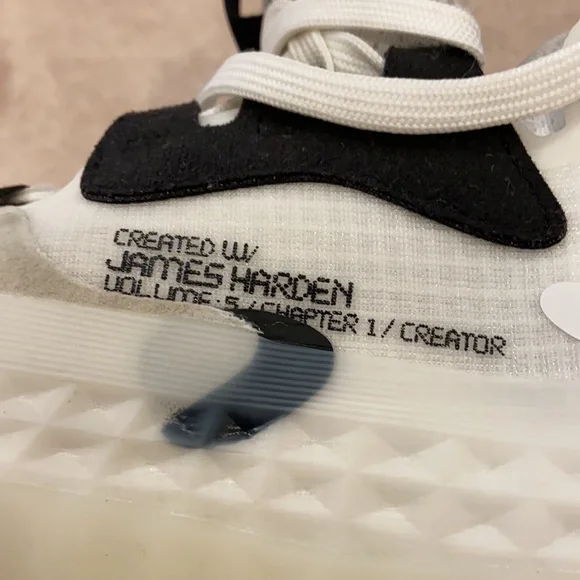 CREATED W/
JAMES HARDEN
VOLUME 5 / CHAPTER 1 / CREATOR